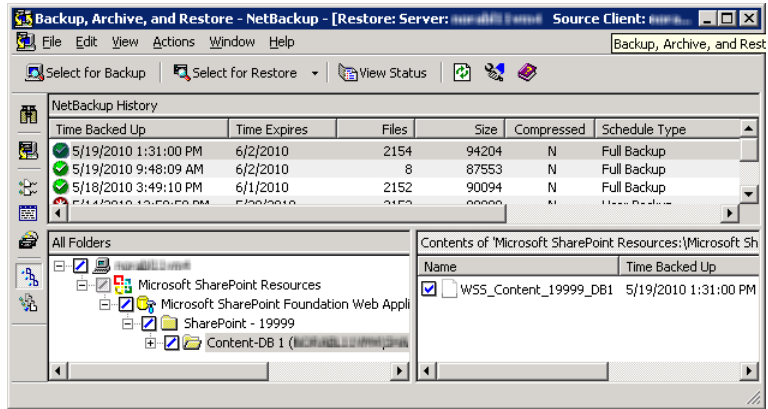 Backup, Archive, and Restore - NetBackup - [Restore: Server: Source Client:
File Edit View Actions Window Help
Backup, Archive, and Rest
Select for Backup Select for Restore View Status
NetBackup History
Time Backed Up Time Expires Files Size Compressed Schedule Type
5/19/2010 1:31:00 PM 6/2/2010 2154 94204 N Full Backup
5/19/2010 9:48:09 AM 6/2/2010 8 87553 N Full Backup
5/18/2010 3:49:10 PM 6/1/2010 2152 90094 N Full Backup
All Folders
Contents of 'Microsoft SharePoint Resources:\Microsoft Sh
Name Time Backed Up
Microsoft SharePoint Resources
WSS_Content_19999_DB1 5/19/2010 1:31:00 PM
Microsoft SharePoint Foundation Web Appli
SharePoint - 19999
Content-DB 1 (